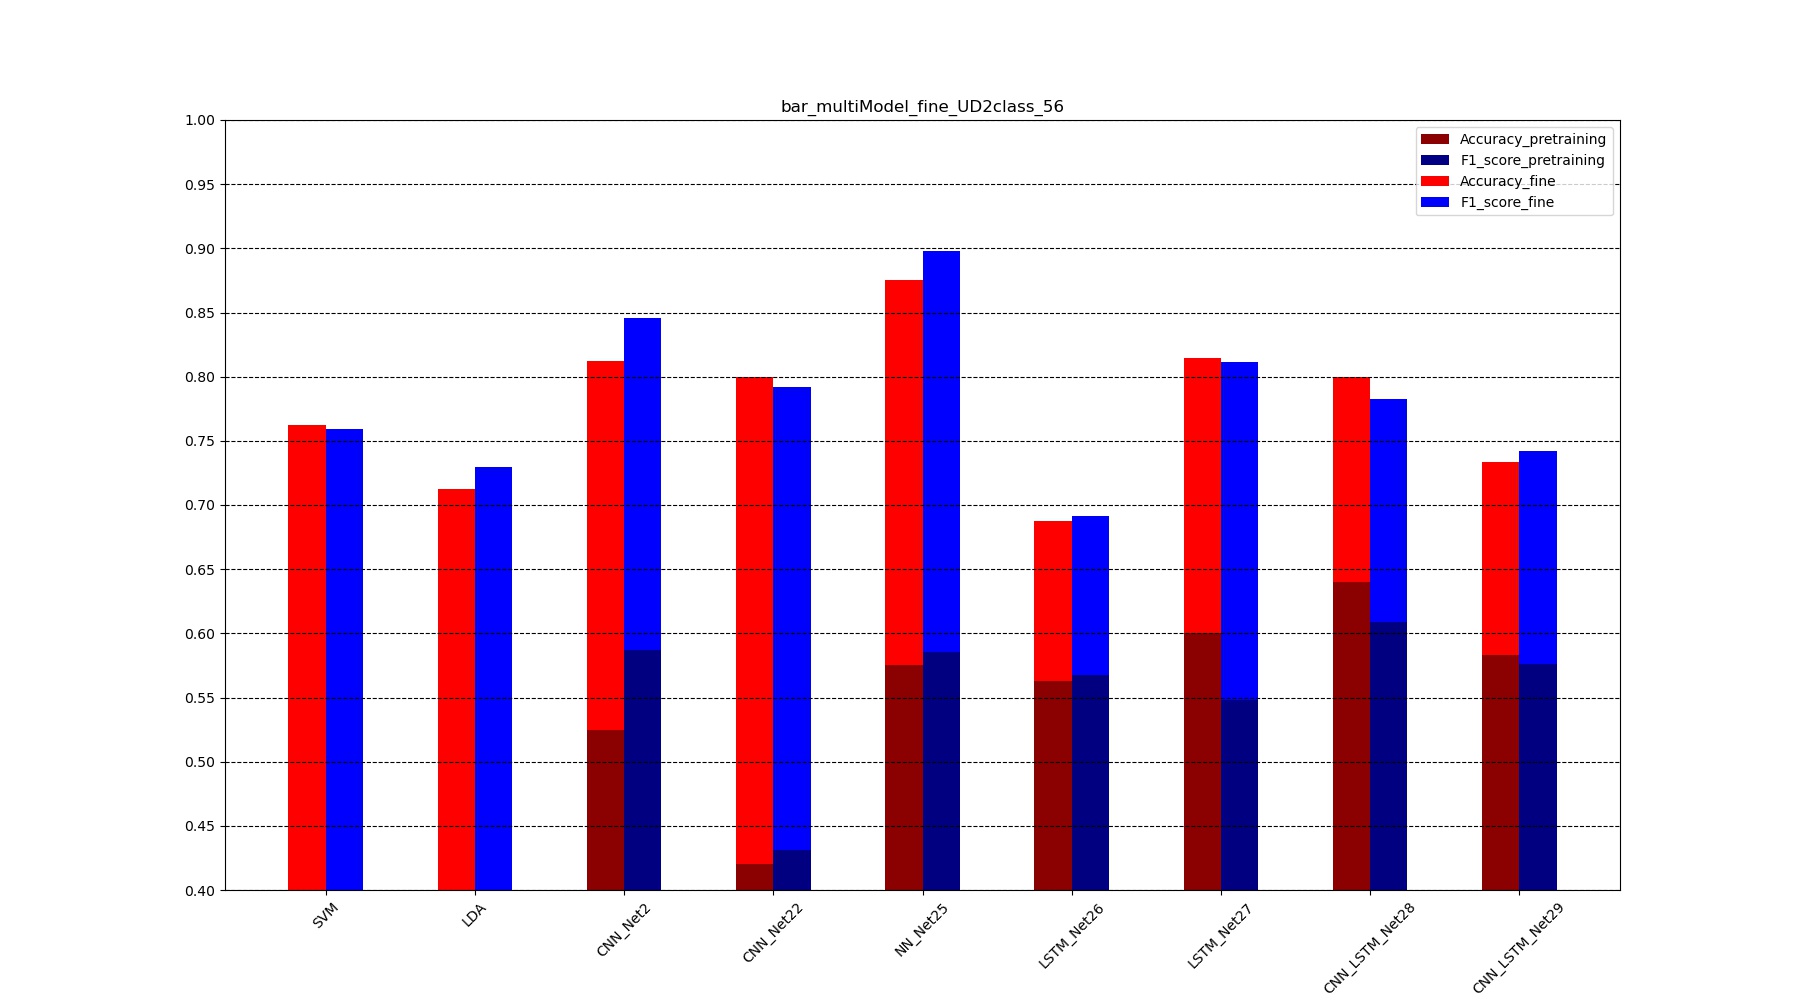 bar_multiModel_fine_UD2class_56
1.00
0.95
0.90
0.85
0.80
0.75
0.70
0.65
0.60
0.55
0.50
0.45
0.40
Accuracy_pretraining
F1_score_pretraining
Accuracy_fine
F1_score_fine
SVM
LDA
CNN_Net2
CNN_Net22
NN_Net25
LSTM_Net26
LSTM_Net27
CNN_LSTM_Net28
CNN_LSTM_Net29